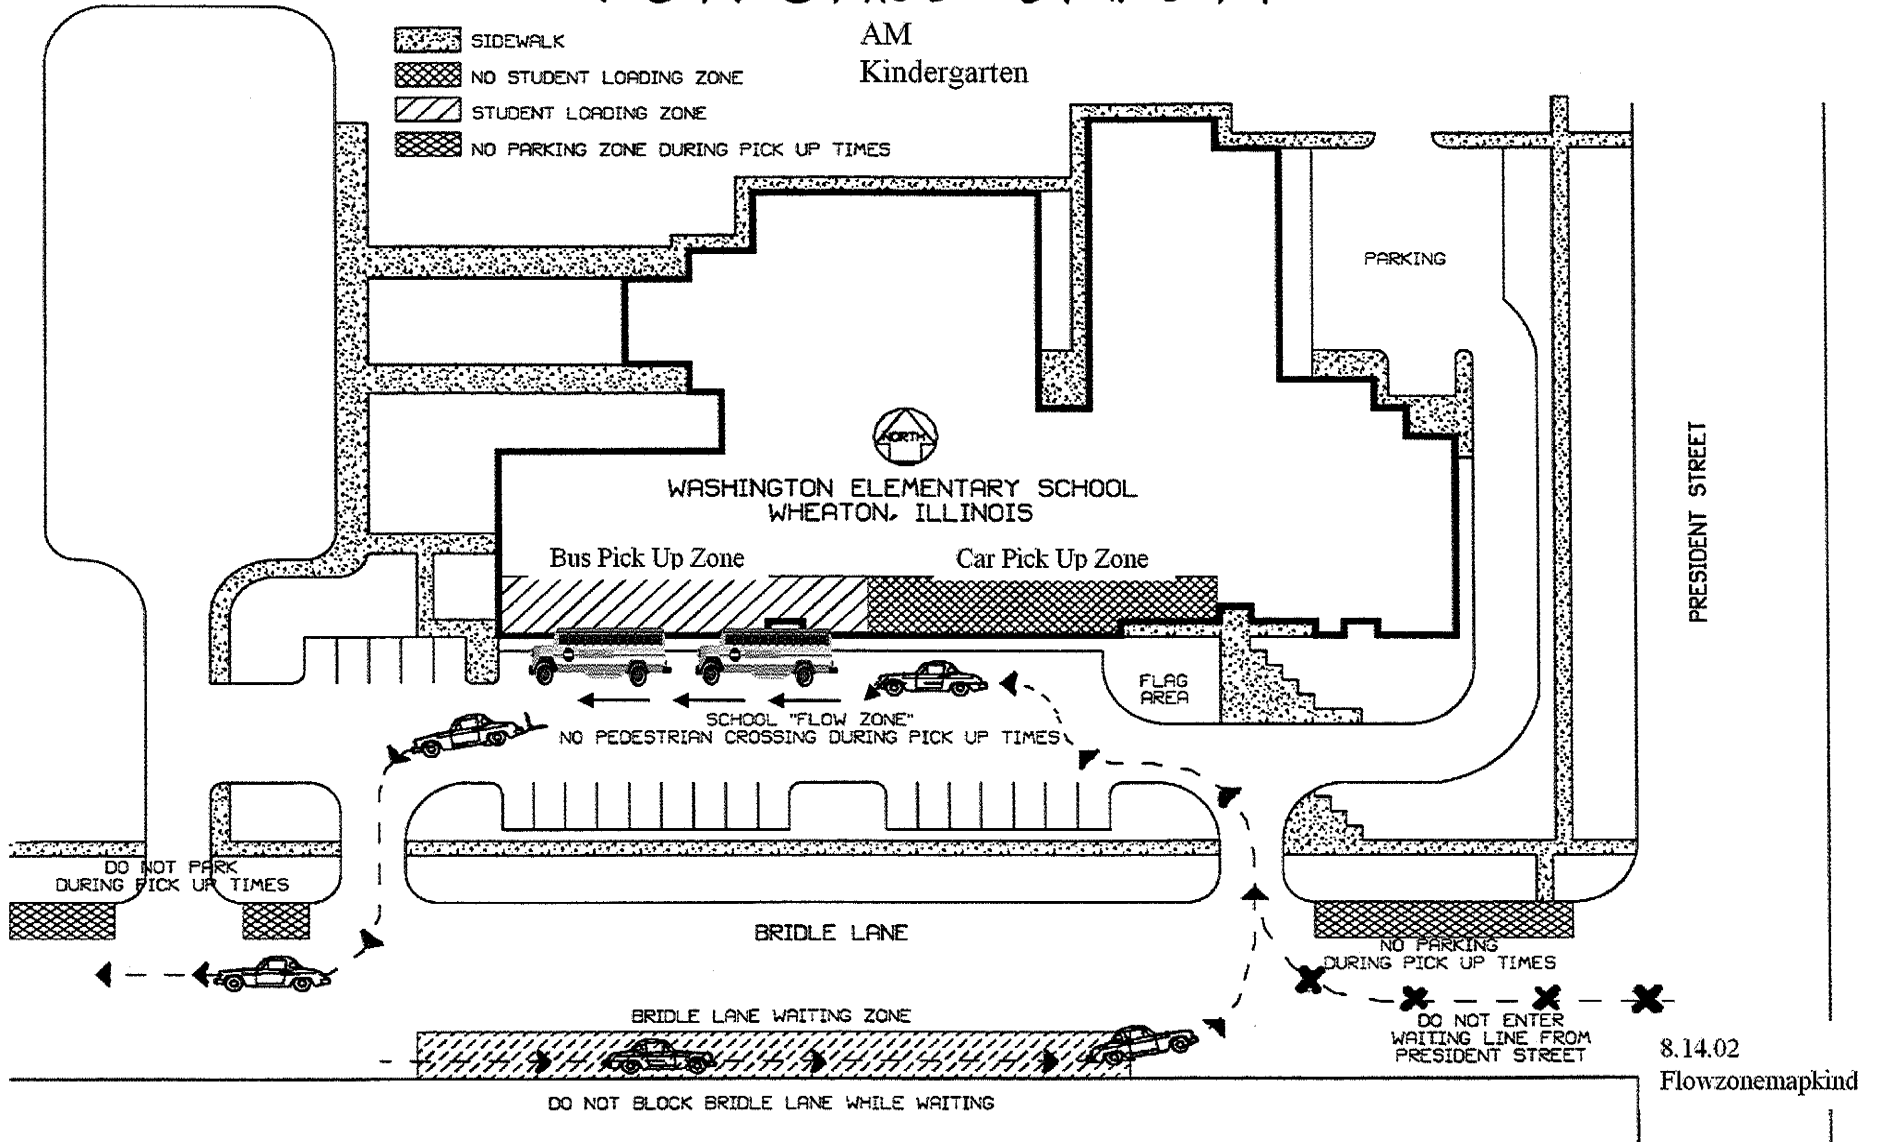 AM
Kindergarten
SIDEWALK
NO STUDENT LOADING ZONE
STUDENT LOADING ZONE
NO PARKING ZONE DURING PICK UP TIMES
PARKING
NORTH
WASHINGTON ELEMENTARY SCHOOL
WHEATON, ILLINOIS
PRESIDENT STREET
Bus Pick Up Zone
Car Pick Up Zone
FLAG
AREA
SCHOOL "FLOW ZONE"
NO PEDESTRIAN CROSSING DURING PICK UP TIMES
DO NOT PARK
DURING PICK UP TIMES
BRIDLE LANE
NO PARKING
DURING PICK UP TIMES
BRIDLE LANE WAITING ZONE
DO NOT ENTER
WAITING LINE FROM
PRESIDENT STREET
8.14.02
Flowzonemapkind
DO NOT BLOCK BRIDLE LANE WHILE WAITING